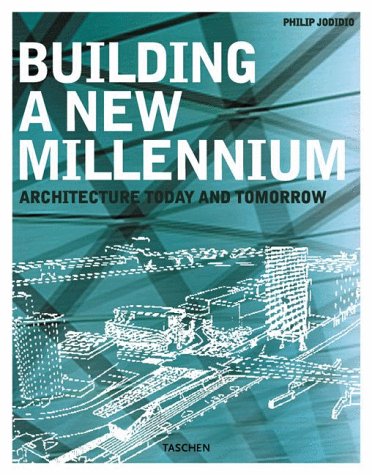 PHILIP JODIDIO
BUILDING
A NEW
MILLENNIUM
ARCHITECTURE TODAY AND TOMORROW
TASCHEN